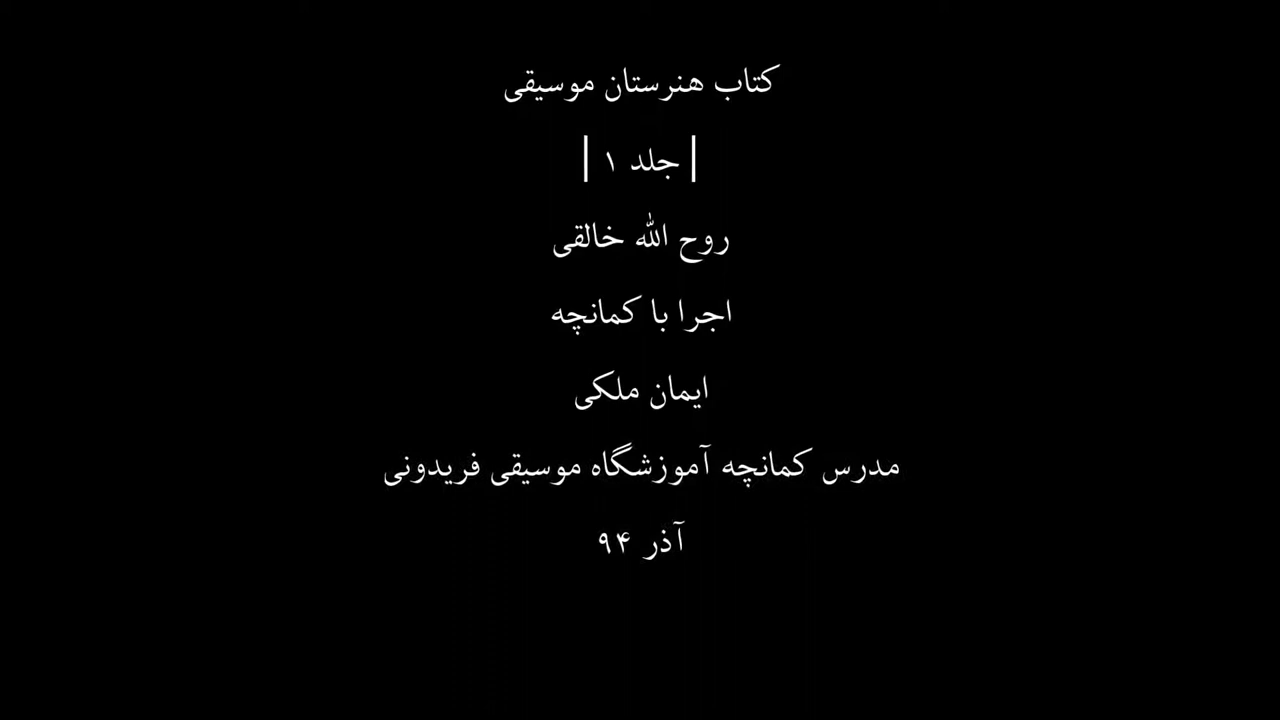 کتاب هنرستان موسیقی
| جلد ۱ |
روح الله خالقی
اجرا با کمانچه
ایمان ملکی
مدرس کمانچه آموزشگاه موسیقی فریدونی
آذر ۹۴